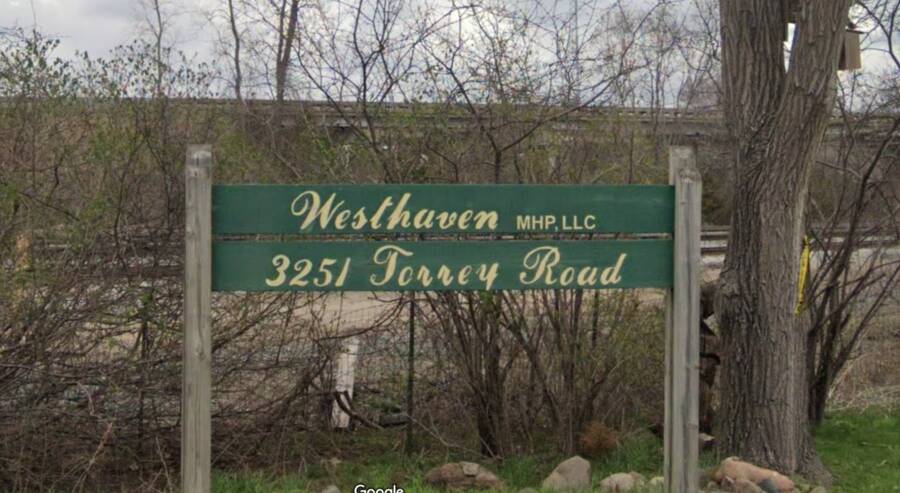 Westhaven MHP, LLC
3251 Torrey Road
Google